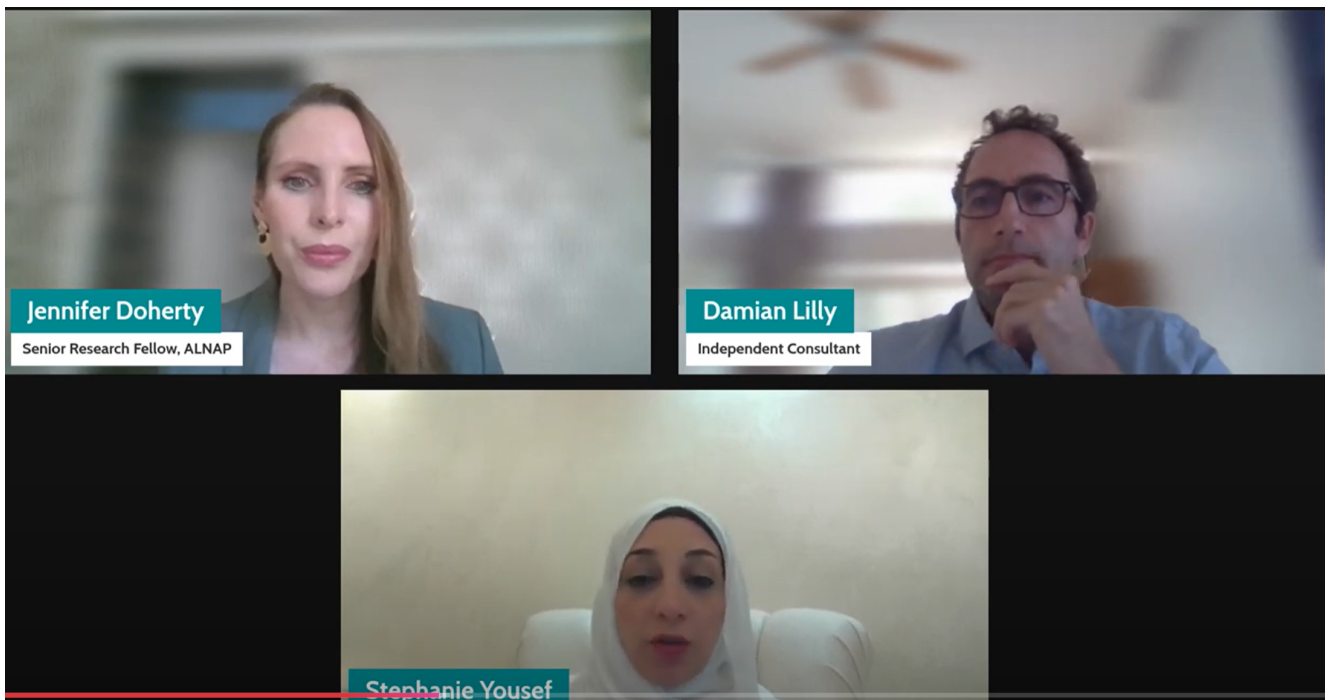 Jennifer Doherty
Senior Research Fellow, ALNAP
Damian Lilly
Independent Consultant
Stephanie Yousef